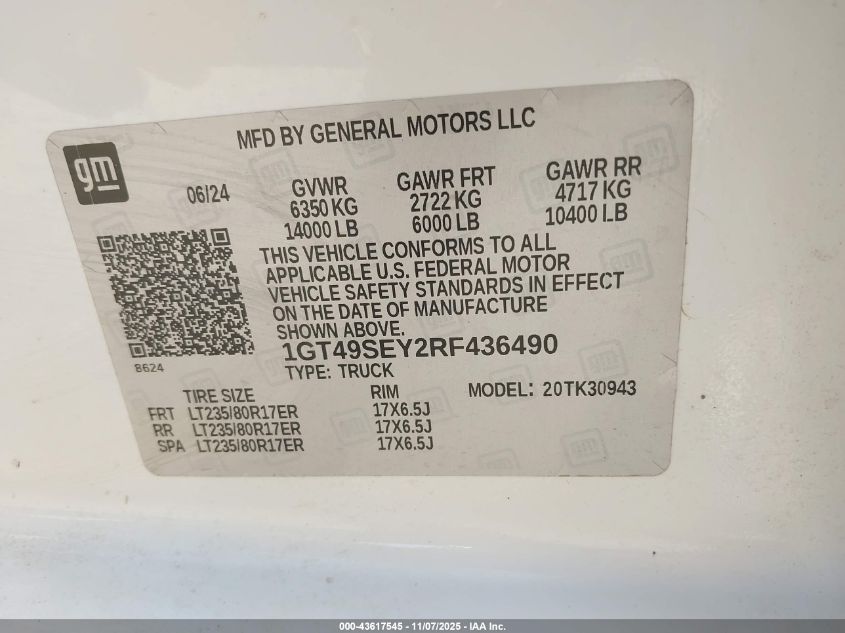 MFD BY GENERAL MOTORS LLC
gm
06/24
GVWR GAWR FRT GAWR RR
6350 KG 2722 KG 4717 KG
14000 LB 6000 LB 10400 LB
THIS VEHICLE CONFORMS TO ALL
APPLICABLE U.S. FEDERAL MOTOR
VEHICLE SAFETY STANDARDS IN EFFECT
ON THE DATE OF MANUFACTURE
SHOWN ABOVE.
8624
1GT49SEY2RF436490
TYPE: TRUCK
TIRE SIZE RIM MODEL: 20TK30943
FRT LT235/80R17ER 17X6.5J
RR LT235/80R17ER 17X6.5J
SPA LT235/80R17ER 17X6.5J
000-43617545 - 11/07/2025 - IAA Inc.